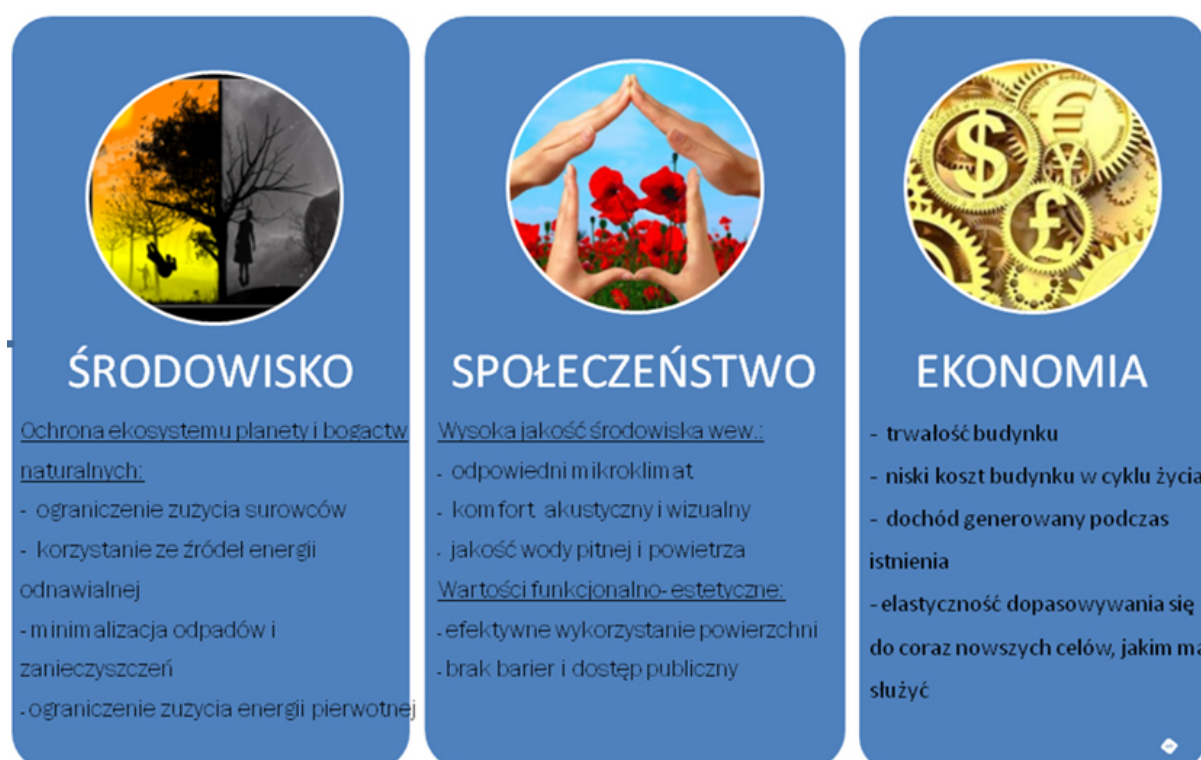 ŚRODOWISKO
Ochrona ekosystemu planety i bogactw
naturalnych:
- ograniczenie zużycia surowców
- korzystanie ze źródeł energii
odnawialnej
-minimalizacja odpadów i
zanieczyszczeń
-ograniczenie zuzycia energii pierwotnej
SPOŁECZEŃSTWO
Wysoka jakość środowiska wew.:
- odpowiedni mikroklimat
- komfort akustyczny i wizualny
- jakość wody pitnej i powietrza
Wartości funkcjonalno-estetyczne:
-efektywne wykorzystanie powierzchni
-brak barier i dostęp publiczny
EKONOMIA
- trwałość budynku
- niski koszt budynku w cyklu życia
- dochód generowany podczas
istnienia
-elastyczność dopasowywania się
do coraz nowszych celów, jakim ma
służyć